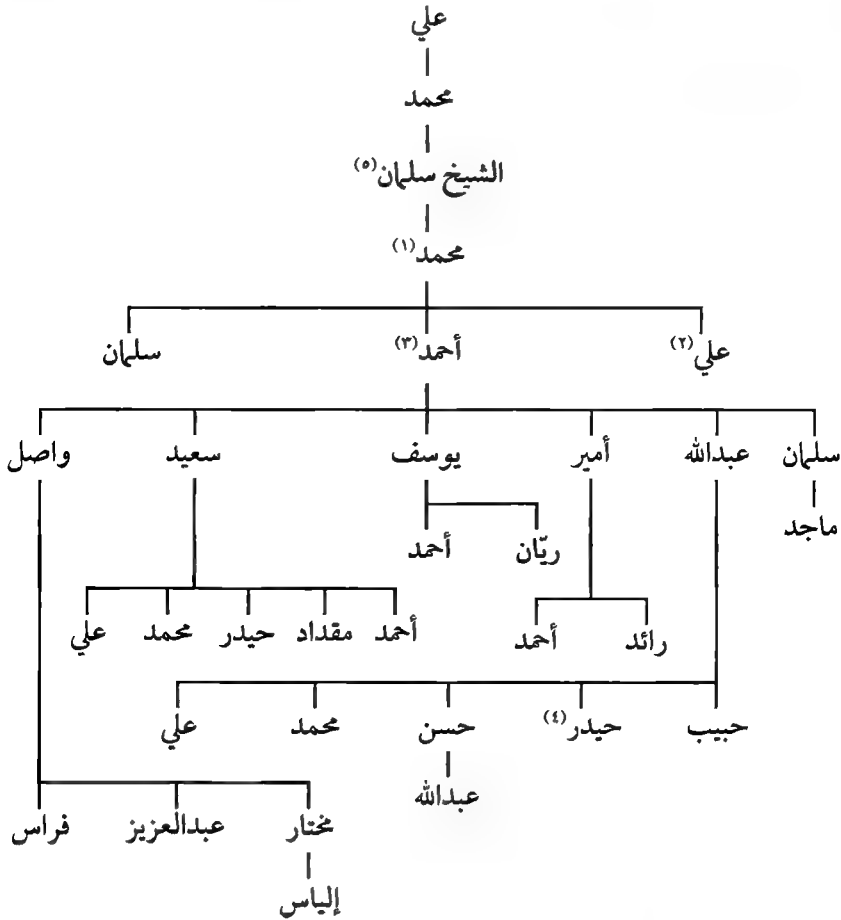 علي
محمد
الشيخ سلمان(٥)
محمد(١)
علي(٢) أحمد(٣) سلمان
سلمان عبدالله أمير يوسف سعيد واصل
ماجد ريّان أحمد
رائد أحمد أحمد مقداد حيدر محمد علي
حبيب حيدر(٤) حسن محمد علي
عبدالله
مختار عبدالعزيز فراس
إلياس